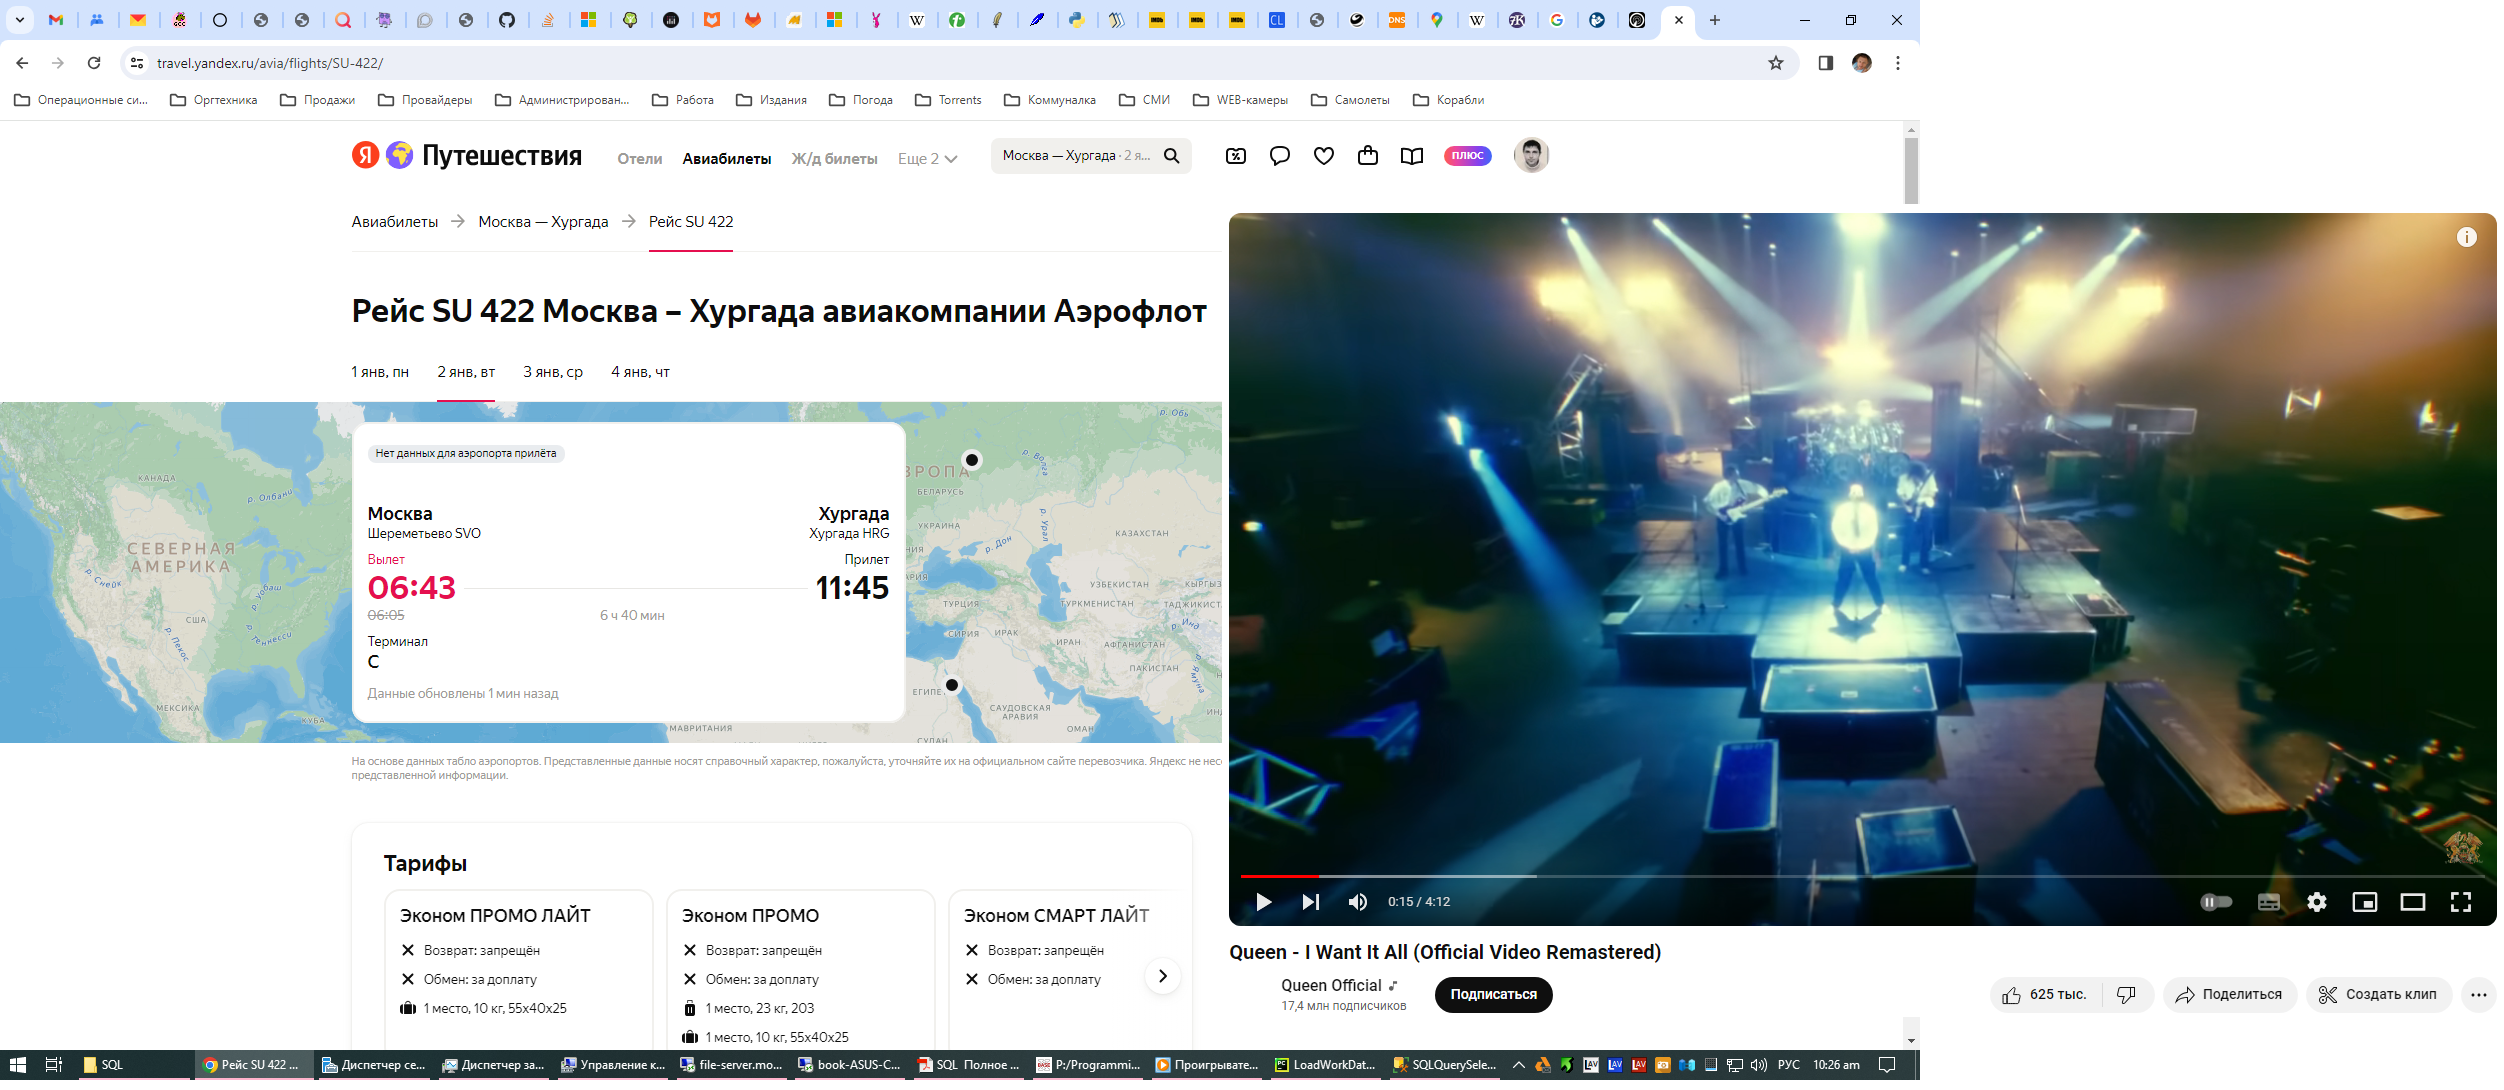 travel.yandex.ru/avia/flights/SU-422/
Операционные си...
Оргтехника
Продажи
Провайдеры
Администрирован...
Работа
Издания
Погода
Torrents
Коммуналка
СМИ
WEB-камеры
Самолеты
Корабли
Я Путешествия
Отели
Авиабилеты
Ж/д билеты
Еще 2
Москва — Хургада · 2 я...
ПЛЮС
Авиабилеты
Москва — Хургада
Рейс SU 422
Рейс SU 422 Москва – Хургада авиакомпании Аэрофлот
1 янв, пн
2 янв, вт
3 янв, ср
4 янв, чт
Нет данных для аэропорта прилёта
Москва
Шереметьево SVO
Хургада
Хургада HRG
Вылет
06:43
06:05
Прилет
11:45
6 ч 40 мин
Терминал
C
Данные обновлены 1 мин назад
КАНАДА
р. Олбани
СЕВЕРНАЯ
АМЕРИКА
р. Снейк
р. Уобаш
США
р. Теннесси
р. Пекос
МЕКСИКА
КУБА
МАВРИТАНИЯ
р. Обь
р. Волга
БЕЛАРУСЬ
УКРАИНА
р. Дон
р. Урал
КАЗАХСТАН
УЗБЕКИСТАН
ТУРКМЕНИСТАН
ТУРЦИЯ
СИРИЯ
ИРАК
ИРАН
АФГАНИСТАН
ПАКИСТАН
р. Инд
САУДОВСКАЯ
АРАВИЯ
ОМАН
СУДАН
На основе данных табло аэропортов. Представленные данные носят справочный характер, пожалуйста, уточняйте их на официальном сайте перевозчика. Яндекс не несе
представленной информации.
Тарифы
Эконом ПРОМО ЛАЙТ
Возврат: запрещён
Обмен: за доплату
1 место, 10 кг, 55x40x25
Эконом ПРОМО
Возврат: запрещён
Обмен: за доплату
1 место, 23 кг, 203
1 место, 10 кг, 55x40x25
Эконом СМАРТ ЛАЙТ
Возврат: запрещён
Обмен: за доплату
0:15 / 4:12
Queen - I Want It All (Official Video Remastered)
Queen Official
17,4 млн подписчиков
Подписаться
625 тыс.
Поделиться
Создать клип
SQL
Рейс SU 422 ...
Диспетчер се...
Диспетчер за...
Управление к...
file-server.mo...
book-ASUS-C...
SQL Полное ...
P:/Programmi...
Проигрывате...
LoadWorkDat...
SQLQuerySele...
РУС
10:26 am